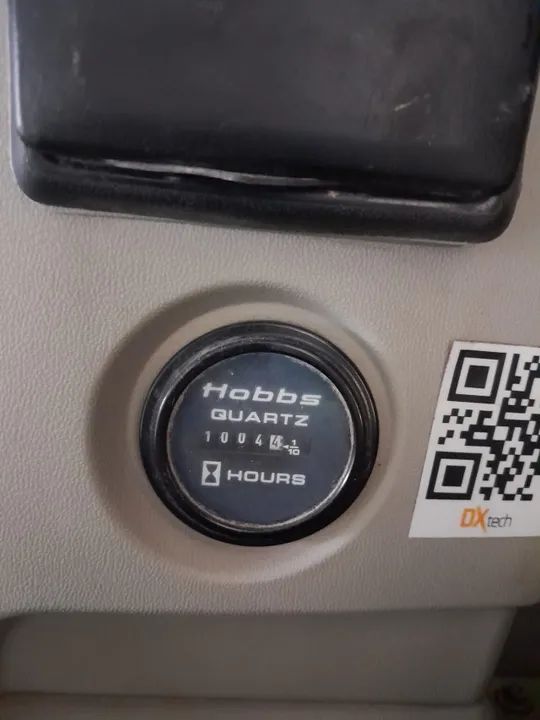 Hobbs
QUARTZ
10044 1/10
HOURS
DXtech